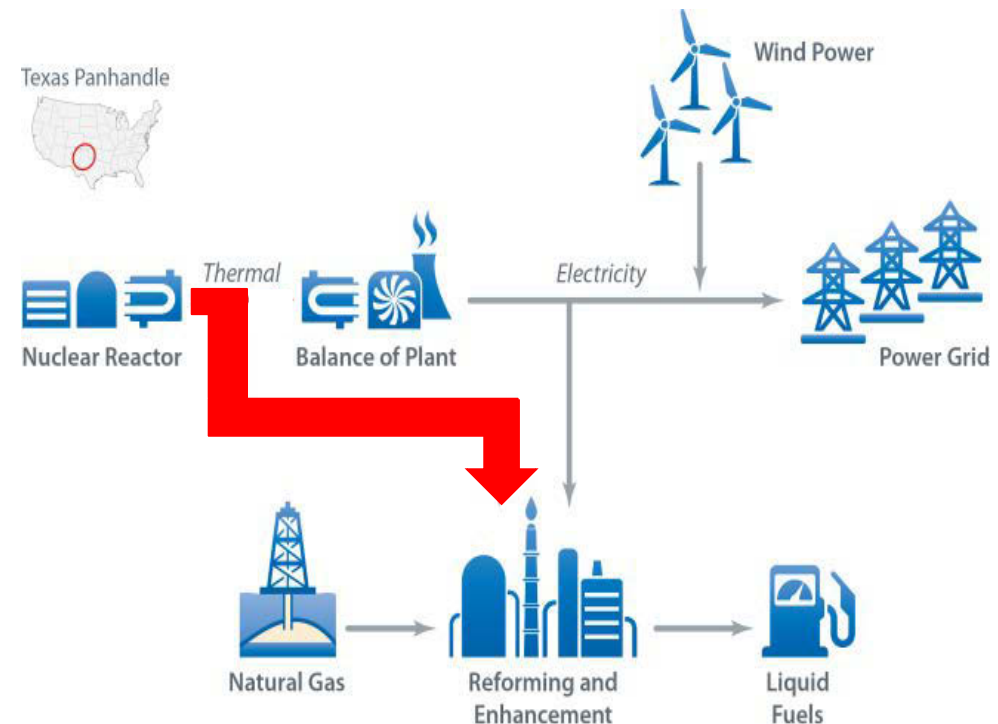 Wind Power
Texas Panhandle
Thermal
Electricity
Nuclear Reactor
Balance of Plant
Power Grid
Natural Gas
Reforming and
Enhancement
Liquid
Fuels